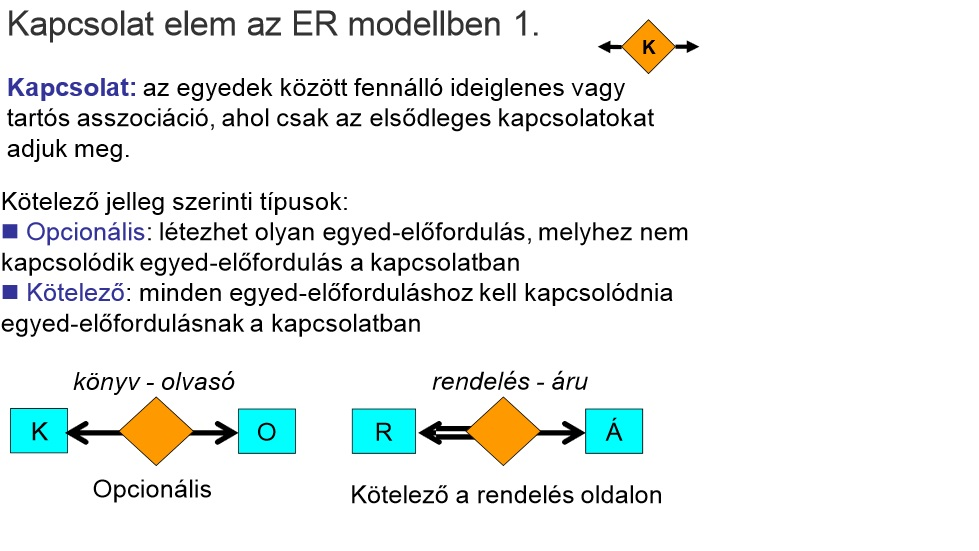 Kapcsolat elem az ER modellben 1.
K
Kapcsolat: az egyedek között fennálló ideiglenes vagy
tartós asszociáció, ahol csak az elsődleges kapcsolatokat
adjuk meg.
Kötelező jelleg szerinti típusok:
Opcionális: létezhet olyan egyed-előfordulás, melyhez nem
kapcsolódik egyed-előfordulás a kapcsolatban
Kötelező: minden egyed-előforduláshoz kell kapcsolódnia
egyed-előfordulásnak a kapcsolatban
könyv - olvasó
K
O
Opcionális
rendelés - áru
R
Á
Kötelező a rendelés oldalon